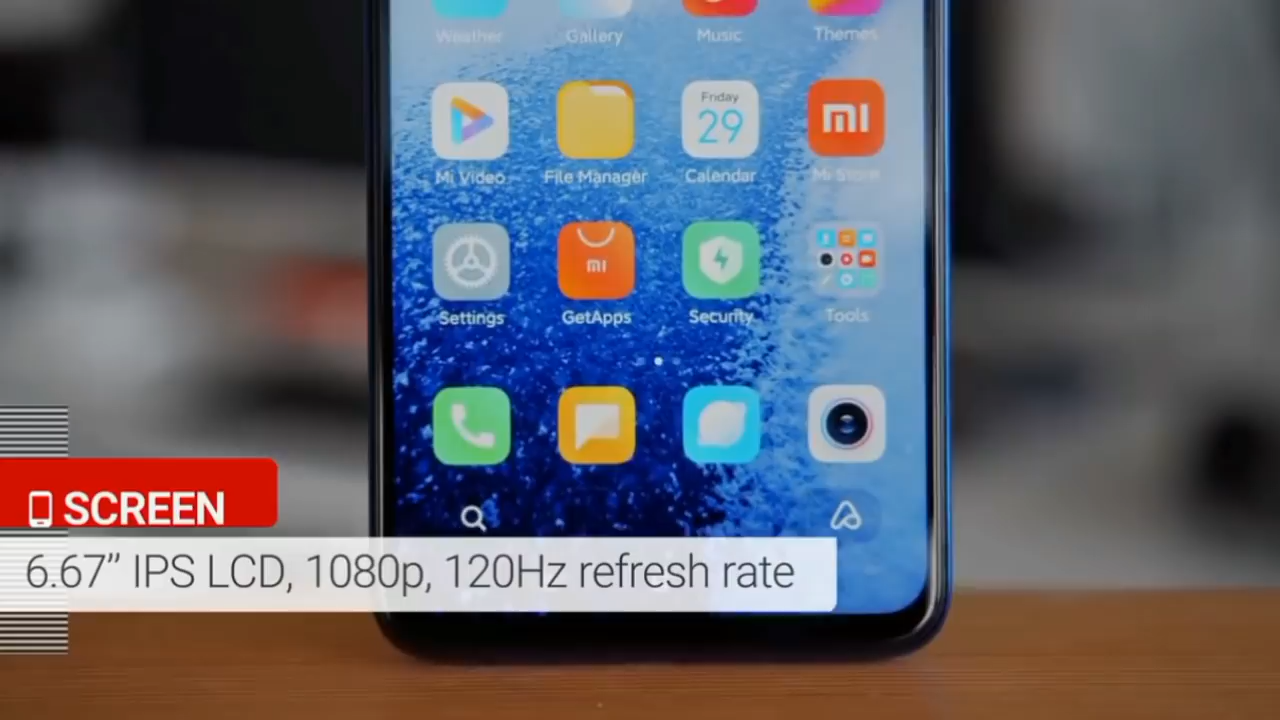 Weather Gallery Music Themes
Friday
29
mi
Mi Video File Manager Calendar Mi Store
mi
Settings GetApps Security Tools
SCREEN
6.67” IPS LCD, 1080p, 120Hz refresh rate